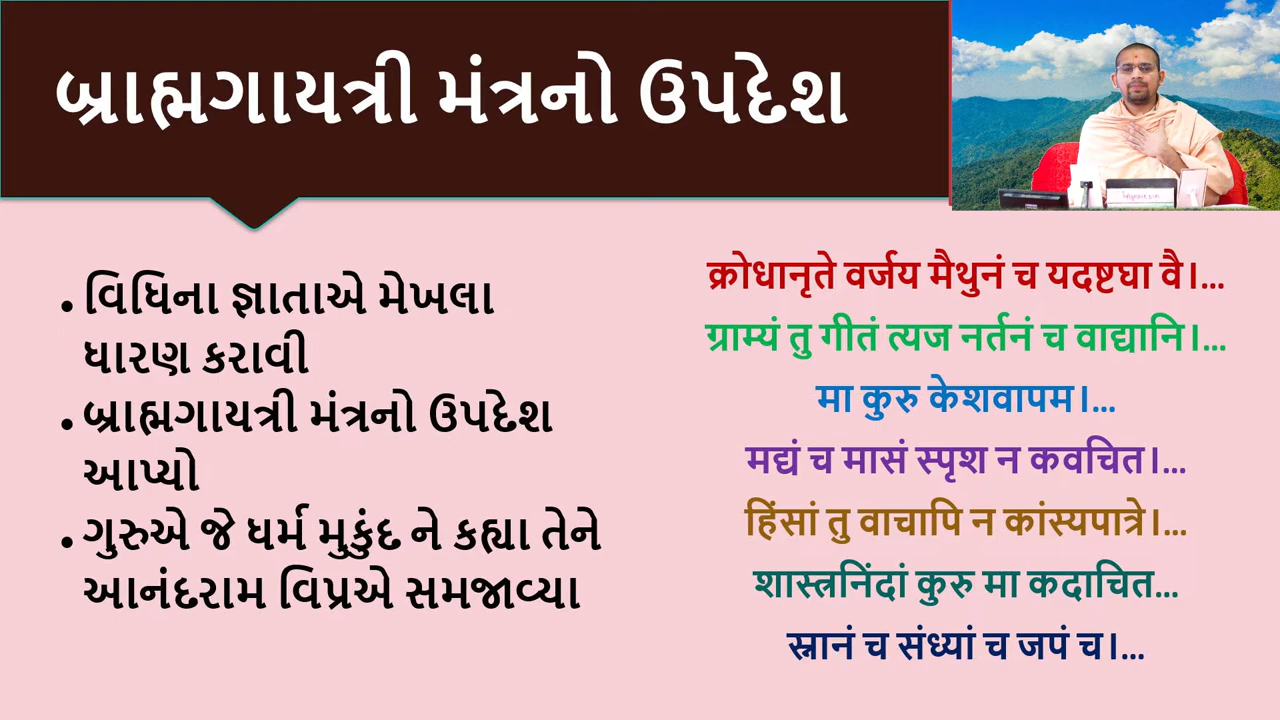 બ્રાહ્મગાયત્રી મંત્રનો ઉપદેશ
• વિધિના જ્ઞાતાએ મેખલા
ધારણ કરાવી
• બ્રાહ્મગાયત્રી મંત્રનો ઉપદેશ
આપ્યો
• ગુરુએ જે ધર્મ મુકુંદ ને કહ્યા તેને
આનંદરામ વિપ્રએ સમજાવ્યા
क्रोधानृते वर्जय मैथुनं च यदष्टघा वै।...
ग्राम्यं तु गीतं त्यज नर्तनं च वाद्यानि।...
मा कुरु केशवापम।...
मद्यं च मासं स्पृश न कवचित।...
हिंसां तु वाचापि न कांस्यपात्रे।...
शास्त्रनिंदां कुरु मा कदाचित...
स्नानं च संध्यां च जपं च।...